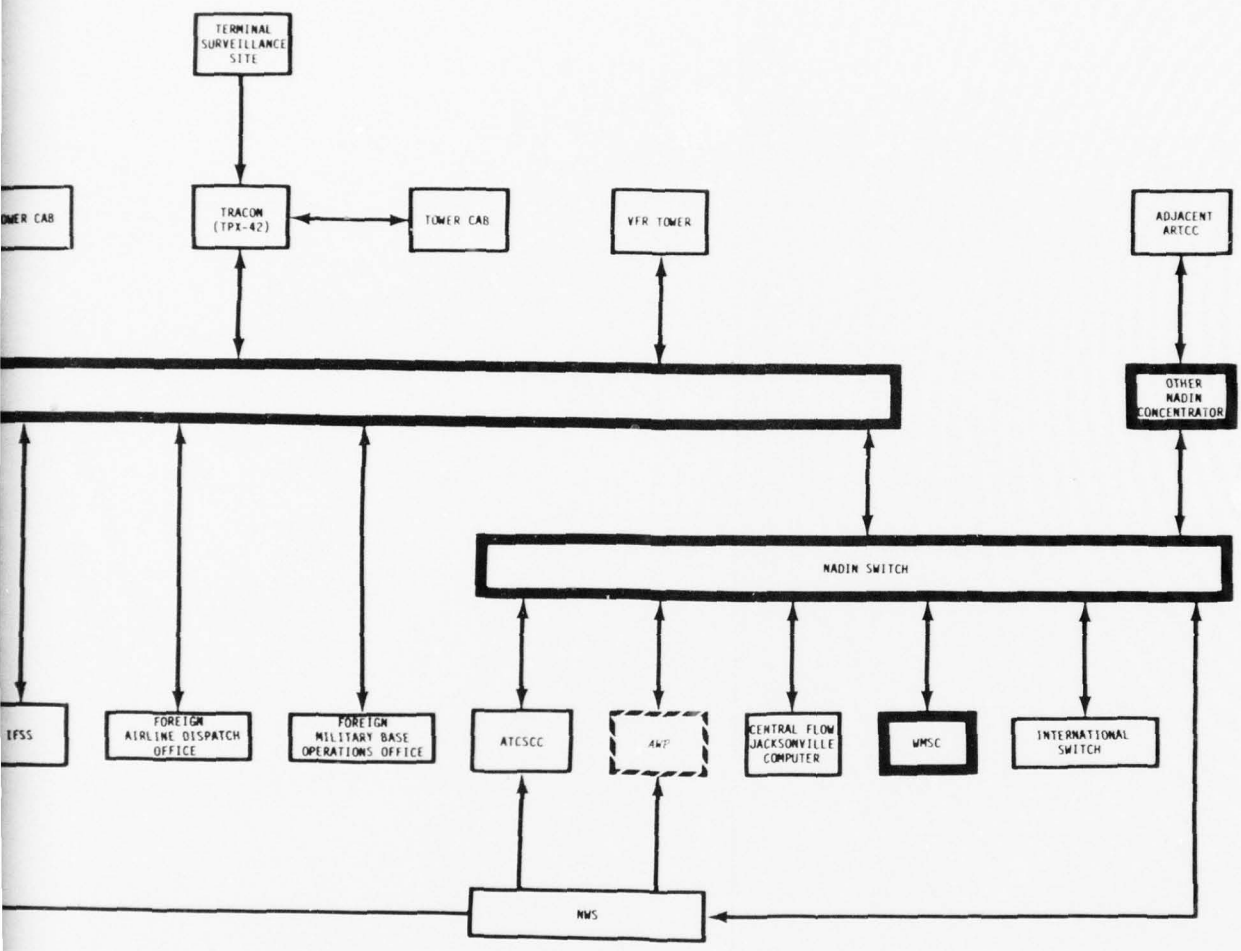 TERMINAL
SURVEILLANCE
SITE
OWER CAB
TRACON
(TPX-42)
TOWER CAB
VFR TOWER
ADJACENT
ARTCC
OTHER
NADIN
CONCENTRATOR
NADIN SWITCH
IFSS
FOREIGN
AIRLINE DISPATCH
OFFICE
FOREIGN
MILITARY BASE
OPERATIONS OFFICE
ATCSCC
AWP
CENTRAL FLOW
JACKSONVILLE
COMPUTER
WMSC
INTERNATIONAL
SWITCH
NWS